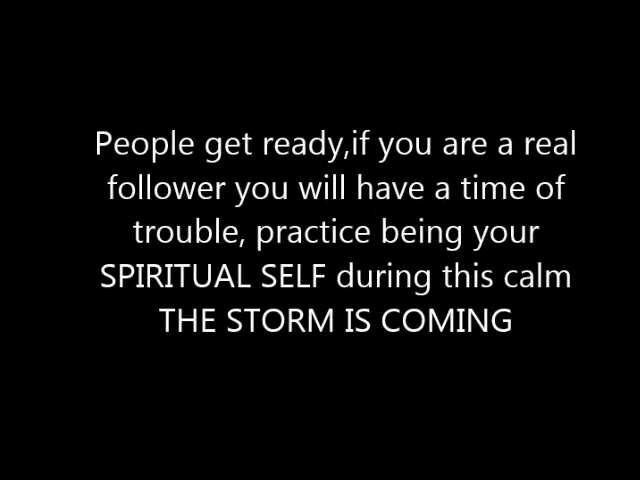 People get ready,if you are a real
follower you will have a time of
trouble, practice being your
SPIRITUAL SELF during this calm
THE STORM IS COMING